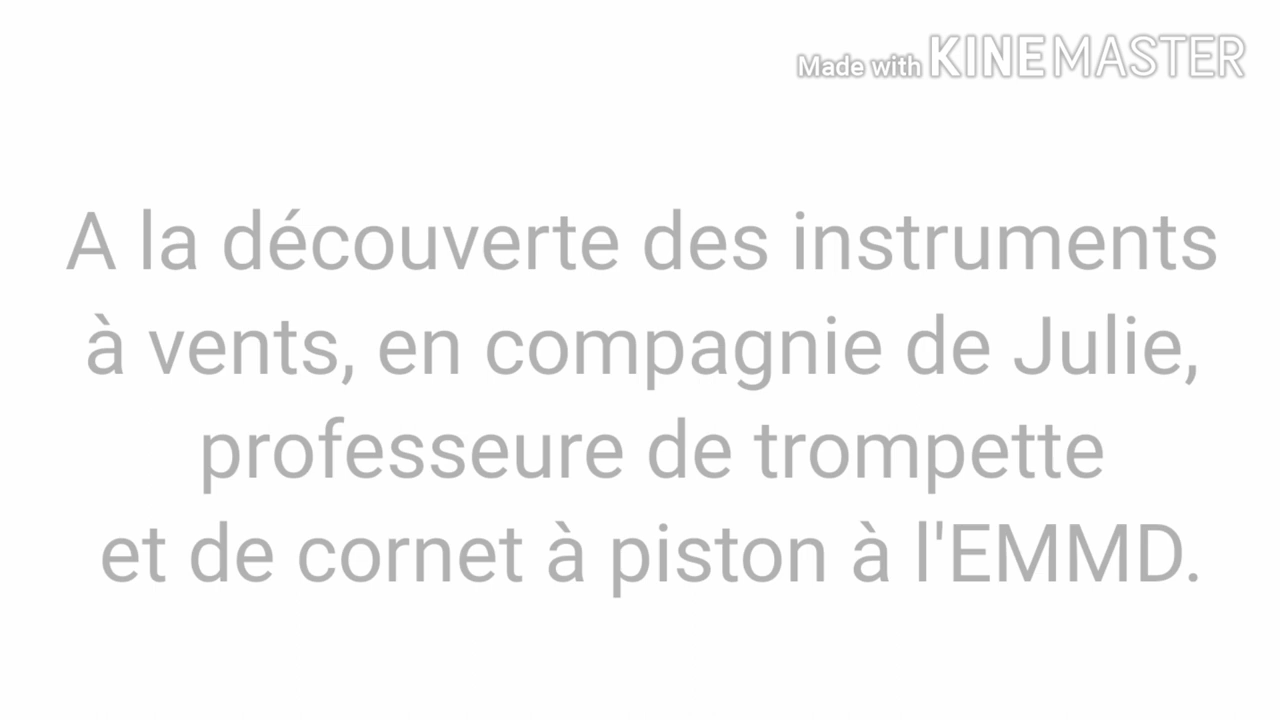 Made with KINEMASTER
A la découverte des instruments
à vents, en compagnie de Julie,
professeure de trompette
et de cornet à piston à l'EMMD.